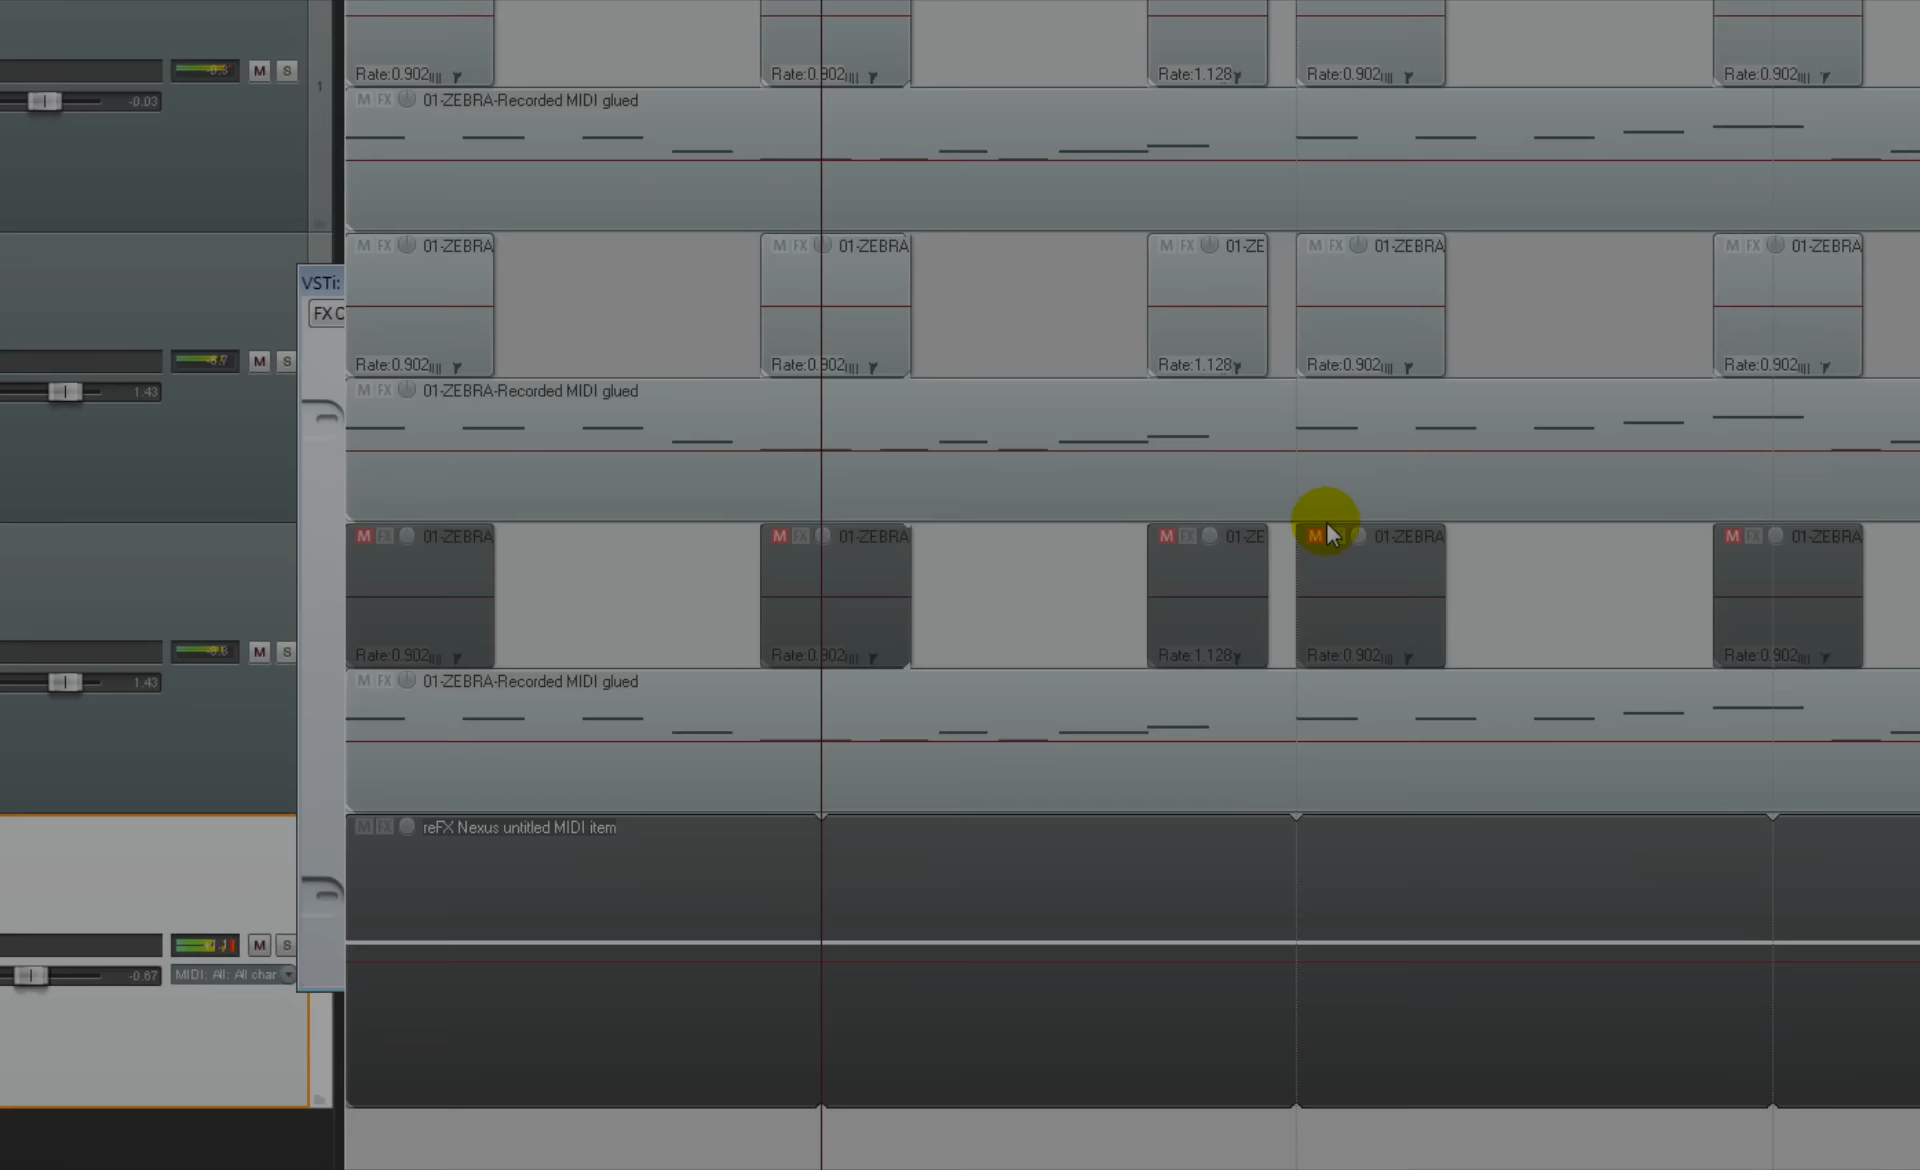 Rate:0.902 Rate:0.902 Rate:1.128 Rate:0.902 Rate:0.902
M S 1
-0.03
M FX 01-ZEBRA-Recorded MIDI glued
M FX 01-ZEBRA M FX 01-ZEBRA M FX 01-ZE M FX 01-ZEBRA M FX 01-ZEBRA
VSTi:
FX C
M S
Rate:0.902 Rate:0.902 Rate:1.128 Rate:0.902 Rate:0.902
1.43
M FX 01-ZEBRA-Recorded MIDI glued
M FX 01-ZEBRA M FX 01-ZEBRA M FX 01-ZE M 01-ZEBRA M FX 01-ZEBRA
M S
Rate:0.902 Rate:0.902 Rate:1.128 Rate:0.902 Rate:0.902
1.43
M FX 01-ZEBRA-Recorded MIDI glued
M FX reFX Nexus untitled MIDI item
M S
-0.67 MIDI: All: All char